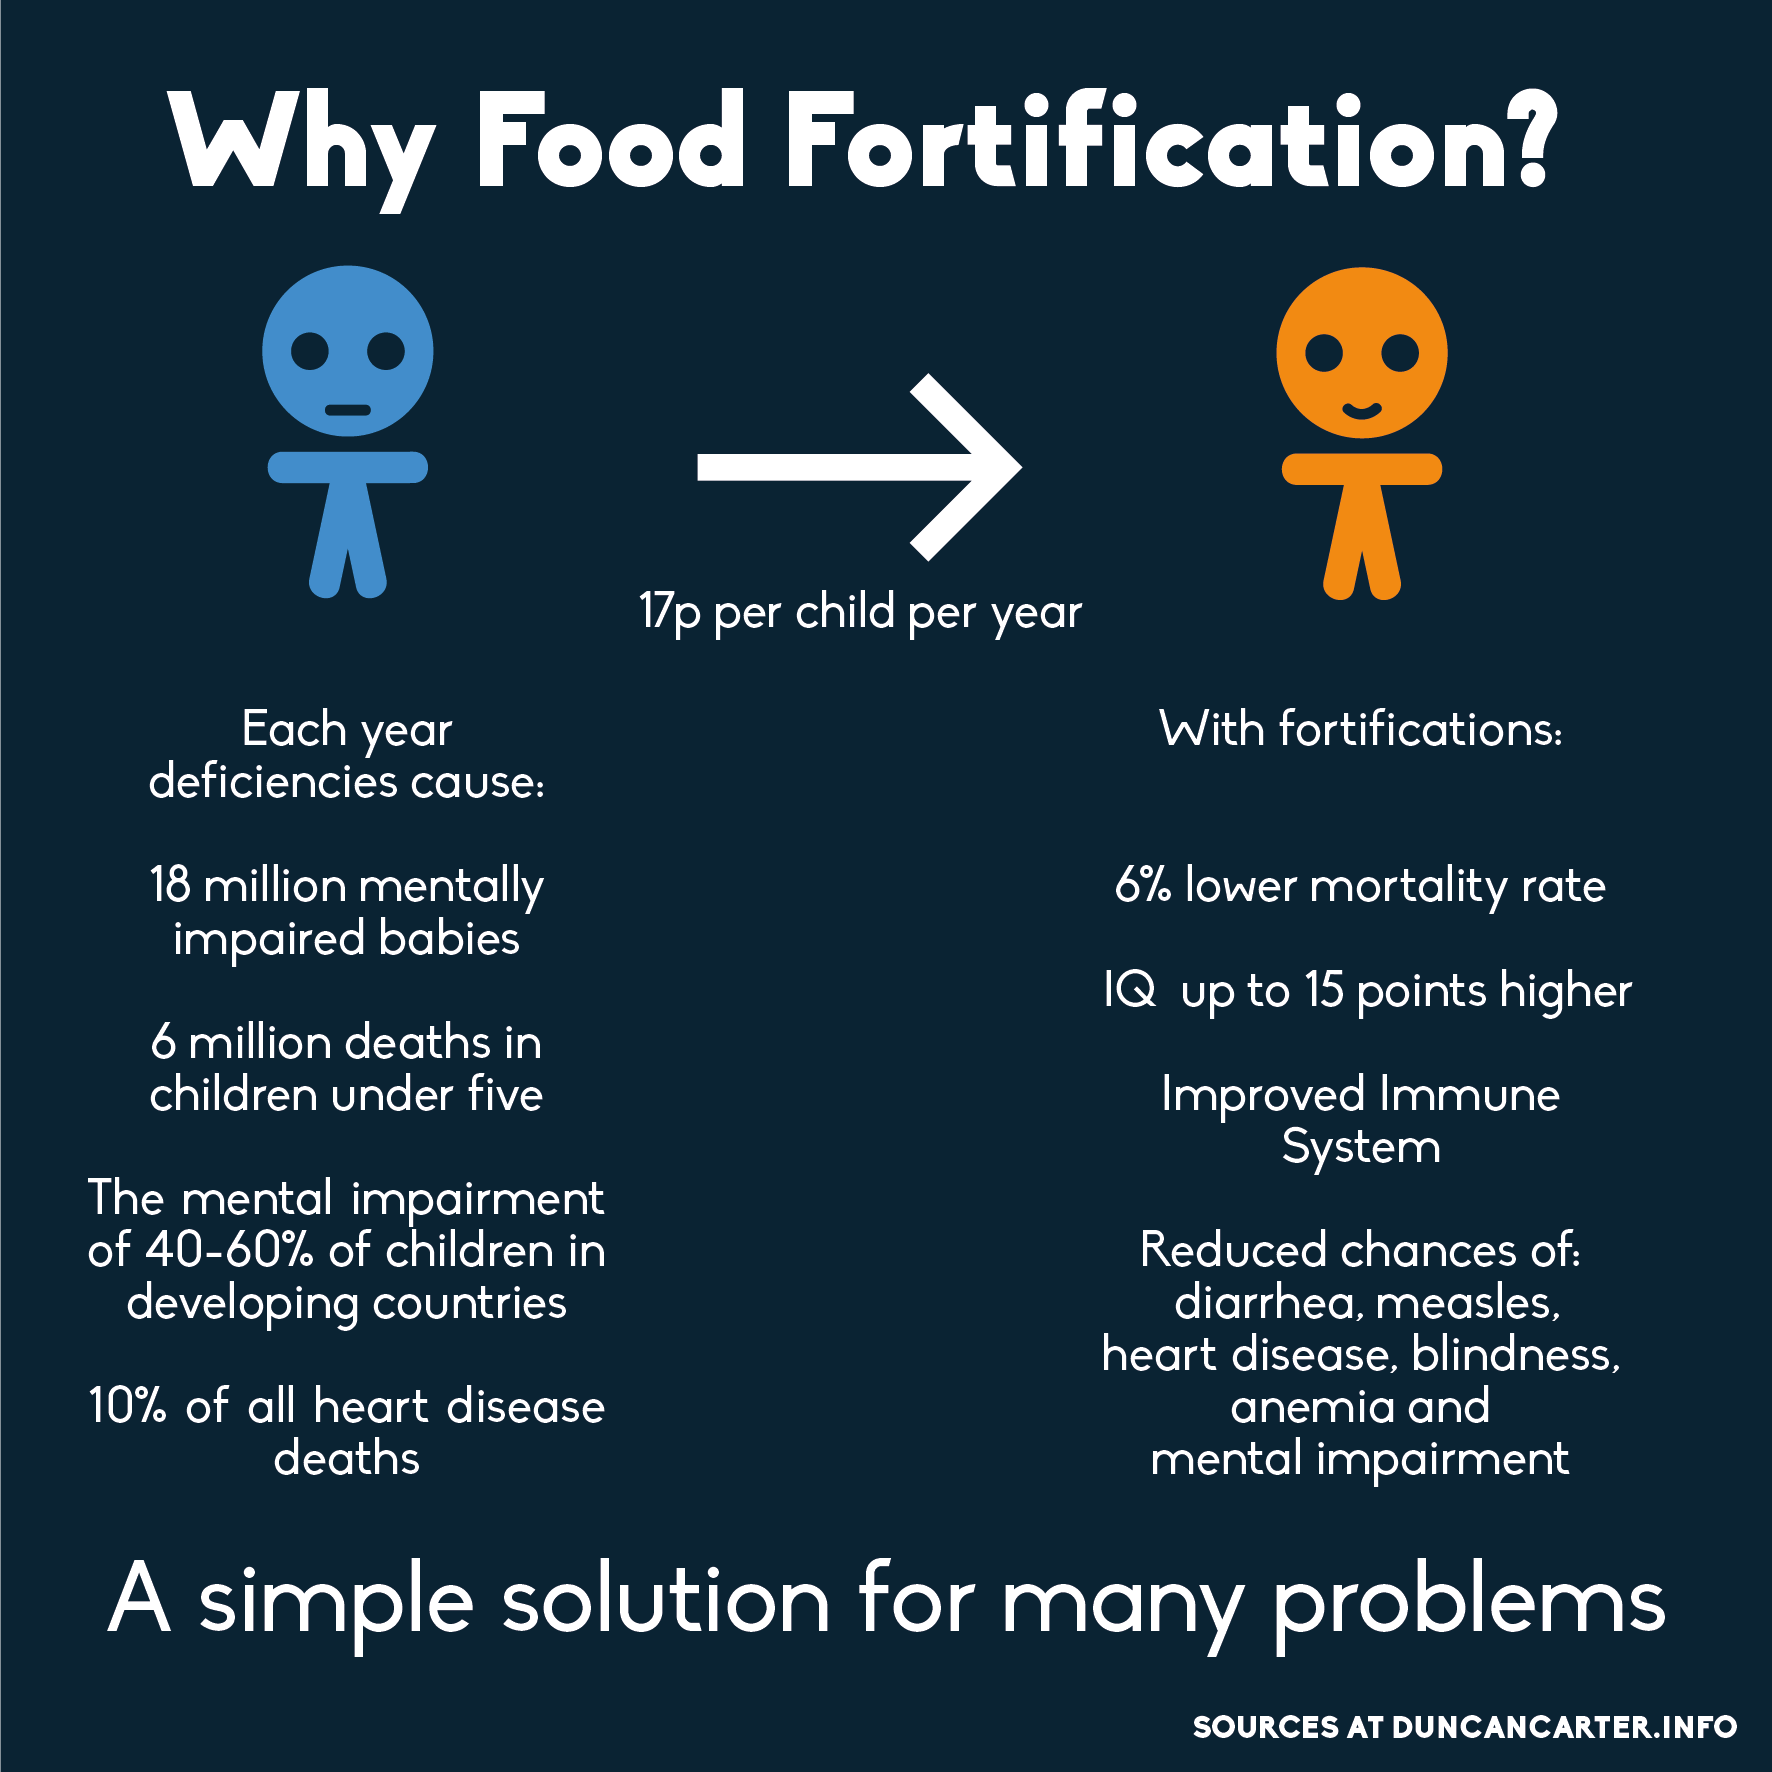 Why Food Fortification?
17p per child per year
Each year
deficiencies cause:
18 million mentally
impaired babies
6 million deaths in
children under five
The mental impairment
of 40-60% of children in
developing countries
10% of all heart disease
deaths
With fortifications:
6% lower mortality rate
IQ up to 15 points higher
Improved Immune
System
Reduced chances of:
diarrhea, measles,
heart disease, blindness,
anemia and
mental impairment
A simple solution for many problems
SOURCES AT DUNCANCARTER.INFO